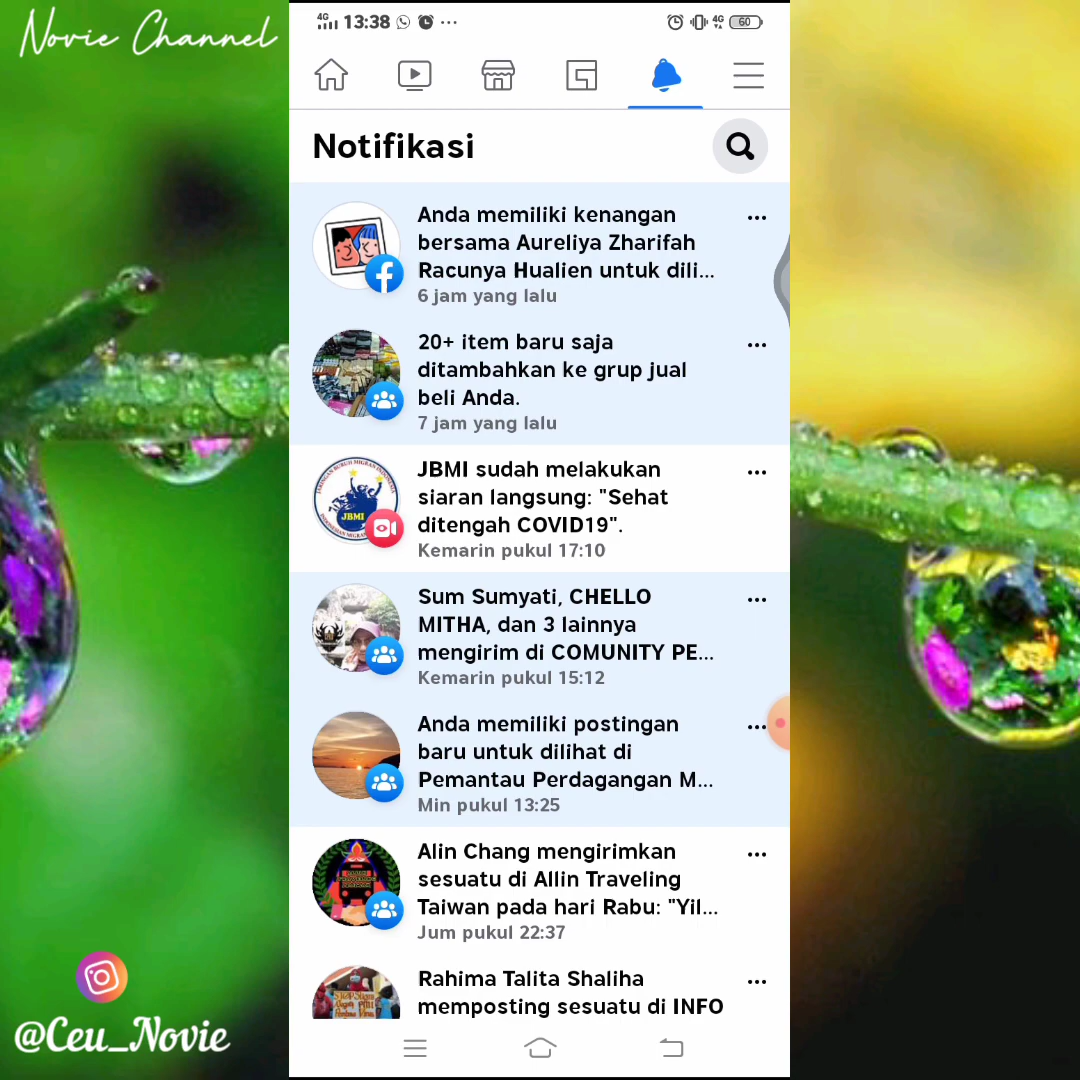 Novie Channel
4G 13:38 ...
4G 60
Notifikasi
Anda memiliki kenangan
bersama Aureliya Zharifah
Racunya Hualien untuk dili...
6 jam yang lalu
20+ item baru saja
ditambahkan ke grup jual
beli Anda.
7 jam yang lalu
JBMI
JBMI sudah melakukan
siaran langsung: "Sehat
ditengah COVID19".
Kemarin pukul 17:10
Sum Sumyati, CHELLO
MITHA, dan 3 lainnya
mengirim di COMUNITY PE...
Kemarin pukul 15:12
Anda memiliki postingan
baru untuk dilihat di
Pemantau Perdagangan M...
Min pukul 13:25
Alin Chang mengirimkan
sesuatu di Allin Traveling
Taiwan pada hari Rabu: "Yil...
Jum pukul 22:37
Rahima Talita Shaliha
memposting sesuatu di INFO
@Ceu_Novie